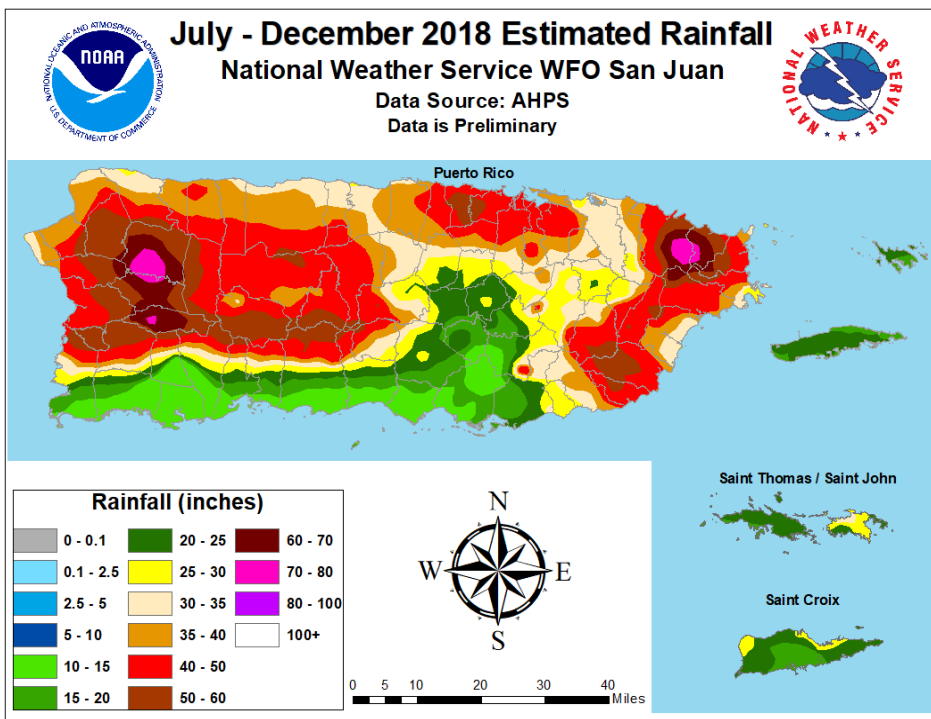 July - December 2018 Estimated Rainfall
National Weather Service WFO San Juan
Data Source: AHPS
Data is Preliminary
NATIONAL OCEANIC AND ATMOSPHERIC ADMINISTRATION
NOAA
U.S. DEPARTMENT OF COMMERCE
NATIONAL WEATHER SERVICE
Puerto Rico
Saint Thomas / Saint John
Saint Croix
Rainfall (inches)
0 - 0.1
0.1 - 2.5
2.5 - 5
5 - 10
10 - 15
15 - 20
20 - 25
25 - 30
30 - 35
35 - 40
40 - 50
50 - 60
60 - 70
70 - 80
80 - 100
100+
N
W E
S
0 5 10 20 30 40
Miles